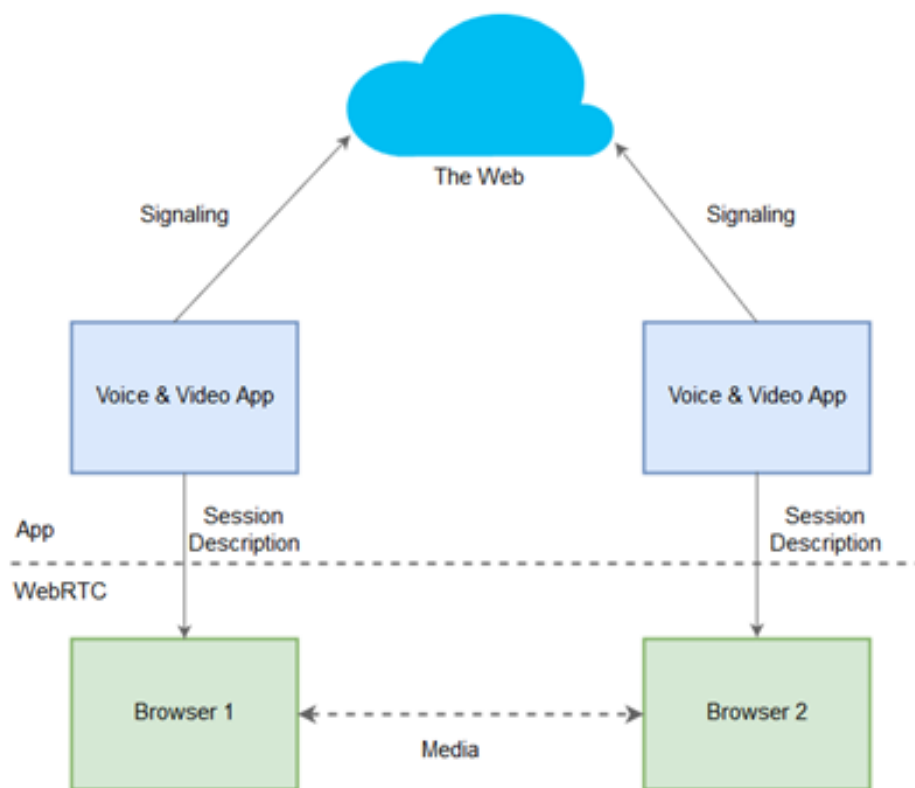 The Web
Signaling
Signaling
Voice & Video App
Voice & Video App
Session
Description
Session
Description
App
WebRTC
Browser 1
Browser 2
Media